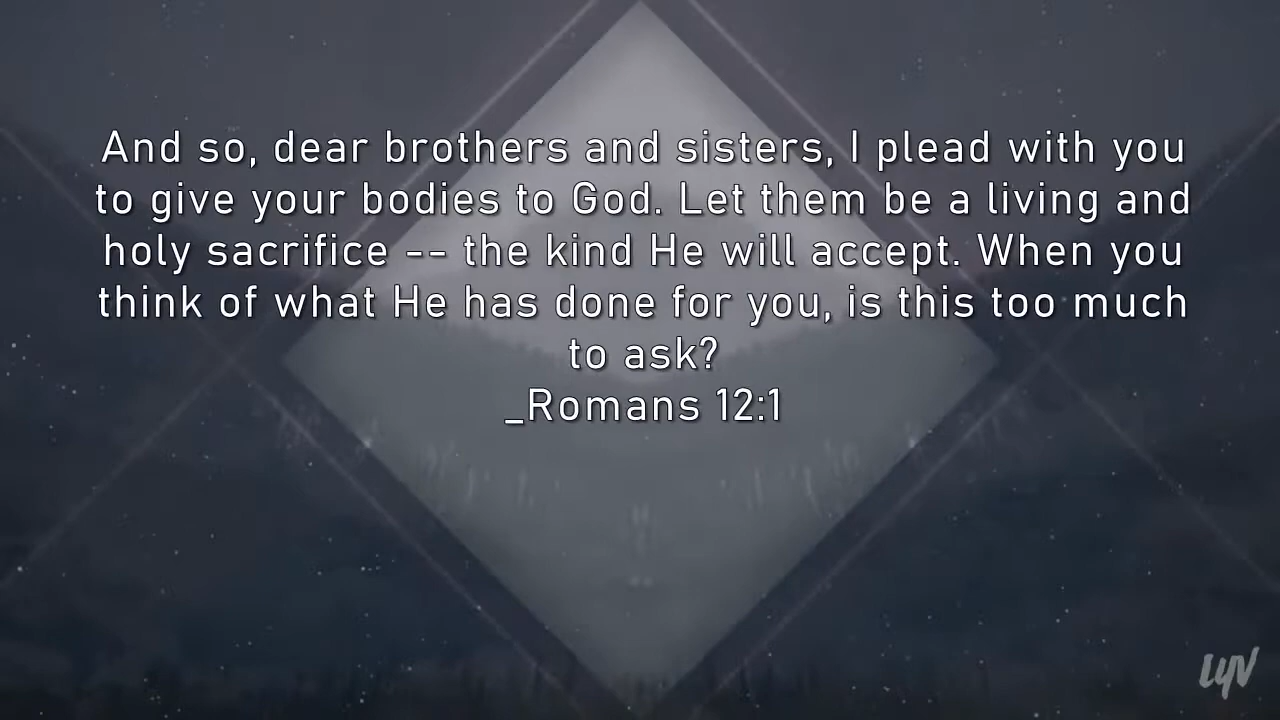 And so, dear brothers and sisters, I plead with you
to give your bodies to God. Let them be a living and
holy sacrifice -- the kind He will accept. When you
think of what He has done for you, is this too much
to ask?
_Romans 12:1
LYV